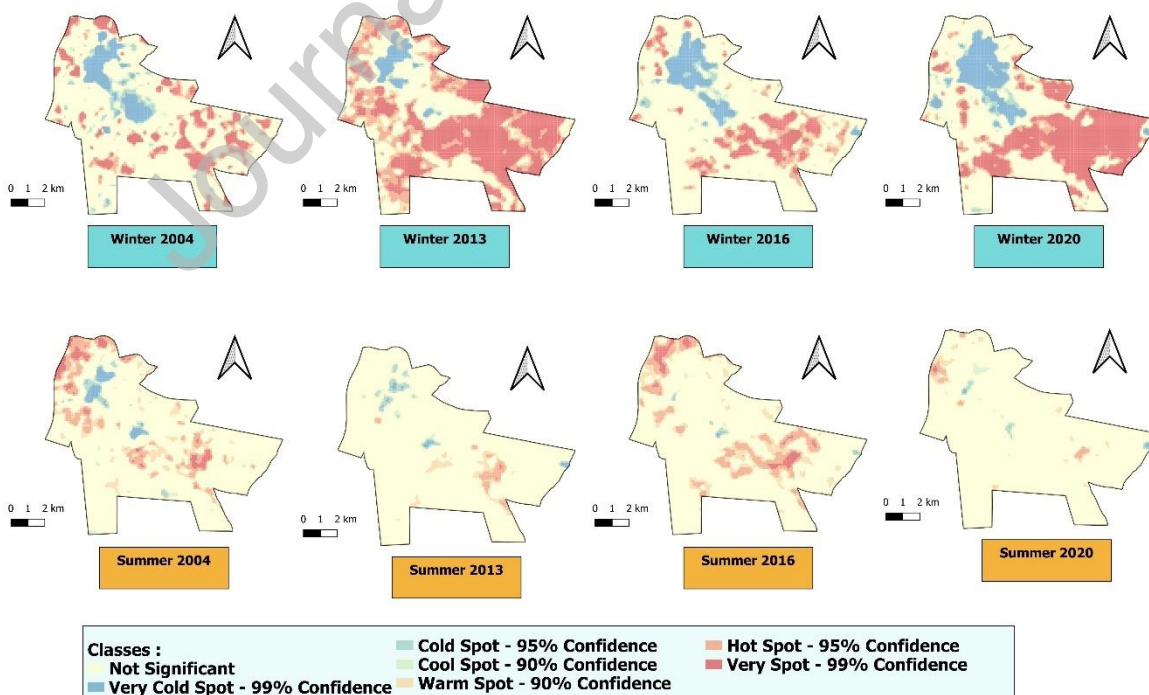 Journa
0 1 2 km
0 1 2 km
0 1 2 km
0 1 2 km
Winter 2004
Winter 2013
Winter 2016
Winter 2020
0 1 2 km
0 1 2 km
0 1 2 km
0 1 2 km
Summer 2004
Summer 2013
Summer 2016
Summer 2020
Classes :
Not Significant
Very Cold Spot - 99% Confidence
Cold Spot - 95% Confidence
Cool Spot - 90% Confidence
Warm Spot - 90% Confidence
Hot Spot - 95% Confidence
Very Spot - 99% Confidence